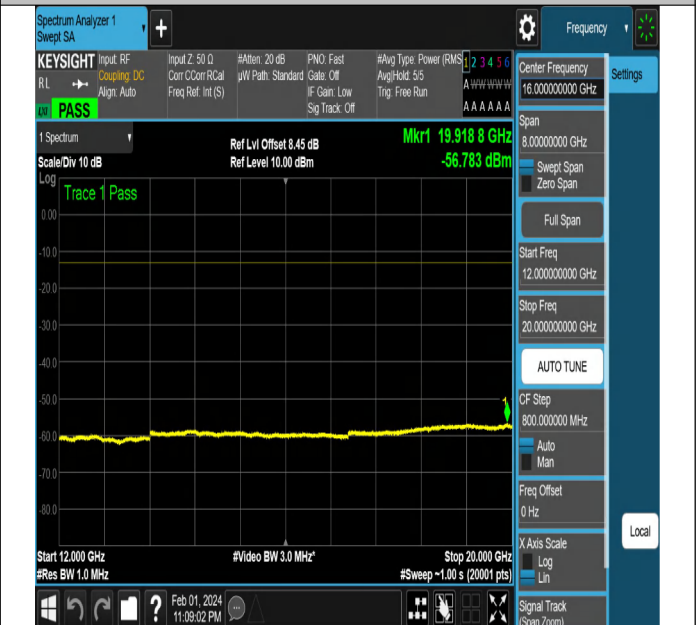 Spectrum Analyzer 1
Swept SA
Frequency
KEYSIGHT
RL
PASS
Input: RF
Coupling: DC
Align: Auto
Input Z: 50 Ω
Corr CCorr RCal
Freq Ref: Int (S)
#Atten: 20 dB
µW Path: Standard
PNO: Fast
Gate: Off
IF Gain: Low
Sig Track: Off
#Avg Type: Power (RMS
Avg|Hold: 5/5
Trig: Free Run
1 2 3 4 5 6
A W W W W W
A A A A A A
Center Frequency
16.000000000 GHz
Settings
Span
8.00000000 GHz
Swept Span
Zero Span
Full Span
Start Freq
12.000000000 GHz
Stop Freq
20.000000000 GHz
AUTO TUNE
CF Step
800.000000 MHz
Auto
Man
Freq Offset
0 Hz
X Axis Scale
Log
Lin
Local
Signal Track
(Span Zoom)
1 Spectrum
Scale/Div 10 dB
Log
Ref Lvl Offset 8.45 dB
Ref Level 10.00 dBm
Mkr1 19.918 8 GHz
-56.783 dBm
Trace 1 Pass
0.00
-10.0
-20.0
-30.0
-40.0
-50.0
-60.0
-70.0
-80.0
1
Start 12.000 GHz
#Res BW 1.0 MHz
#Video BW 3.0 MHz*
Stop 20.000 GHz
#Sweep ~1.00 s (20001 pts)
?
Feb 01, 2024
11:09:02 PM